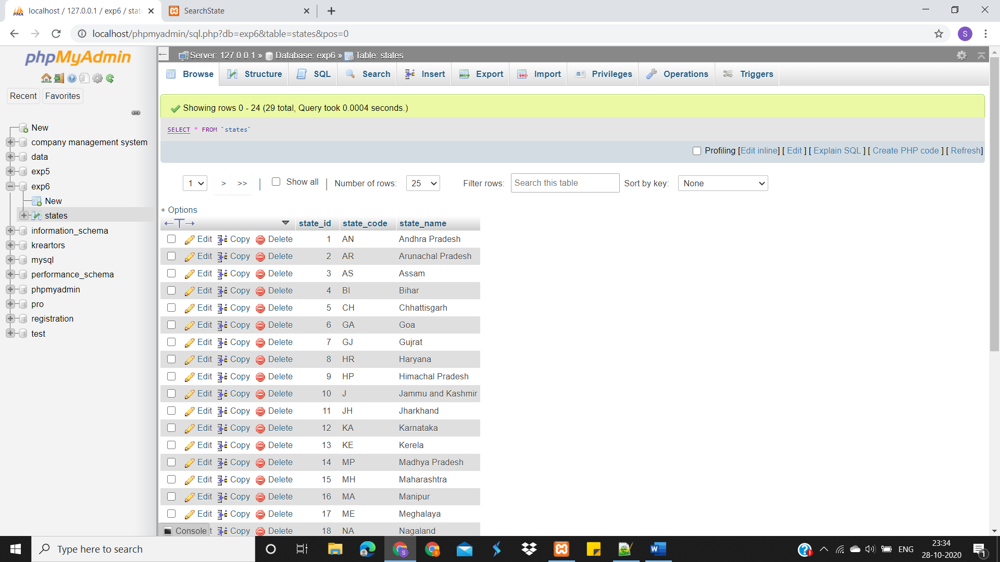 localhost / 127.0.0.1 / exp6 / state
SearchState
localhost/phpmyadmin/sql.php?db=exp6&table=states&pos=0
S
phpMyAdmin
Recent Favorites
New
company management system
data
exp5
exp6
New
states
information_schema
kreartors
mysql
performance_schema
phpmyadmin
pro
registration
test
Server: 127.0.0.1 » Database: exp6 » Table: states
Browse Structure SQL Search Insert Export Import Privileges Operations Triggers
Showing rows 0 - 24 (29 total, Query took 0.0004 seconds.)
SELECT * FROM `states`
Profiling [Edit inline] [ Edit ] [ Explain SQL ] [ Create PHP code ] [ Refresh]
1 > >> | Show all | Number of rows: 25 Filter rows: Search this table Sort by key: None
+ Options
←T→ state_id state_code state_name
Edit Copy Delete 1 AN Andhra Pradesh
Edit Copy Delete 2 AR Arunachal Pradesh
Edit Copy Delete 3 AS Assam
Edit Copy Delete 4 BI Bihar
Edit Copy Delete 5 CH Chhattisgarh
Edit Copy Delete 6 GA Goa
Edit Copy Delete 7 GJ Gujrat
Edit Copy Delete 8 HR Haryana
Edit Copy Delete 9 HP Himachal Pradesh
Edit Copy Delete 10 J Jammu and Kashmir
Edit Copy Delete 11 JH Jharkhand
Edit Copy Delete 12 KA Karnataka
Edit Copy Delete 13 KE Kerela
Edit Copy Delete 14 MP Madhya Pradesh
Edit Copy Delete 15 MH Maharashtra
Edit Copy Delete 16 MA Manipur
Edit Copy Delete 17 ME Meghalaya
Console t Copy Delete 18 NA Nagaland
Type here to search
ENG
23:34
28-10-2020
1